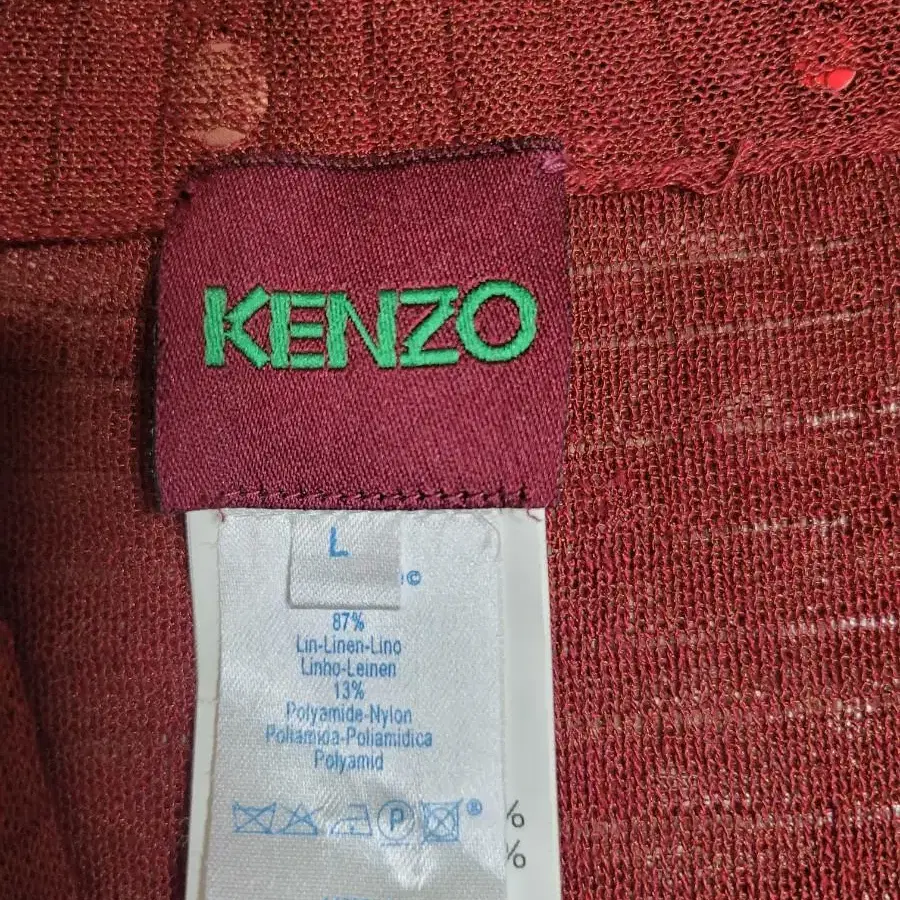 KENZO
L
©
87%
Lin-Linen-Lino
Linho-Leinen
13%
Polyamide-Nylon
Poliamida-Poliamidica
Polyamid
P
®
%
%